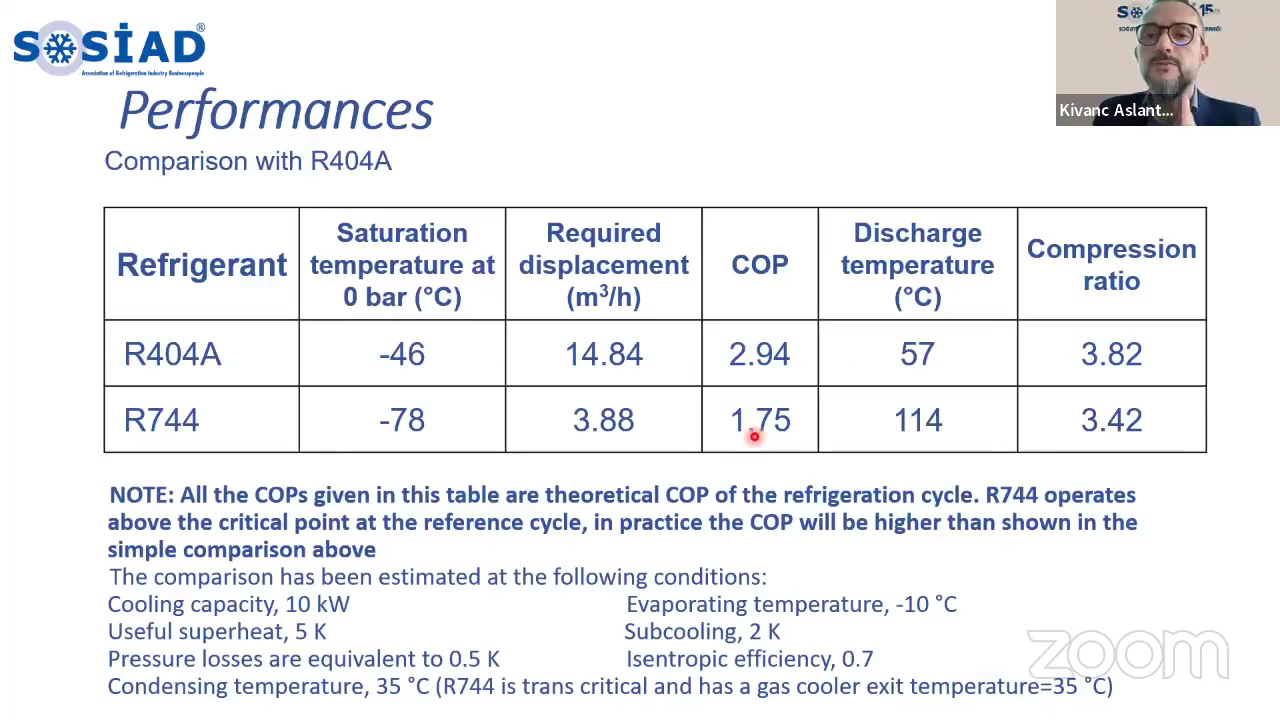 SOSİAD®
Association of Refrigeration Industry Businesspeople
Kivanc Aslant...
Performances
Comparison with R404A
Refrigerant
Saturation temperature at 0 bar (°C)
Required displacement (m³/h)
COP
Discharge temperature (°C)
Compression ratio
R404A -46 14.84 2.94 57 3.82
R744 -78 3.88 1.75 114 3.42
NOTE: All the COPs given in this table are theoretical COP of the refrigeration cycle. R744 operates
above the critical point at the reference cycle, in practice the COP will be higher than shown in the
simple comparison above
The comparison has been estimated at the following conditions:
Cooling capacity, 10 kW Evaporating temperature, -10 °C
Useful superheat, 5 K Subcooling, 2 K
Pressure losses are equivalent to 0.5 K Isentropic efficiency, 0.7
Condensing temperature, 35 °C (R744 is trans critical and has a gas cooler exit temperature=35 °C)
zoom